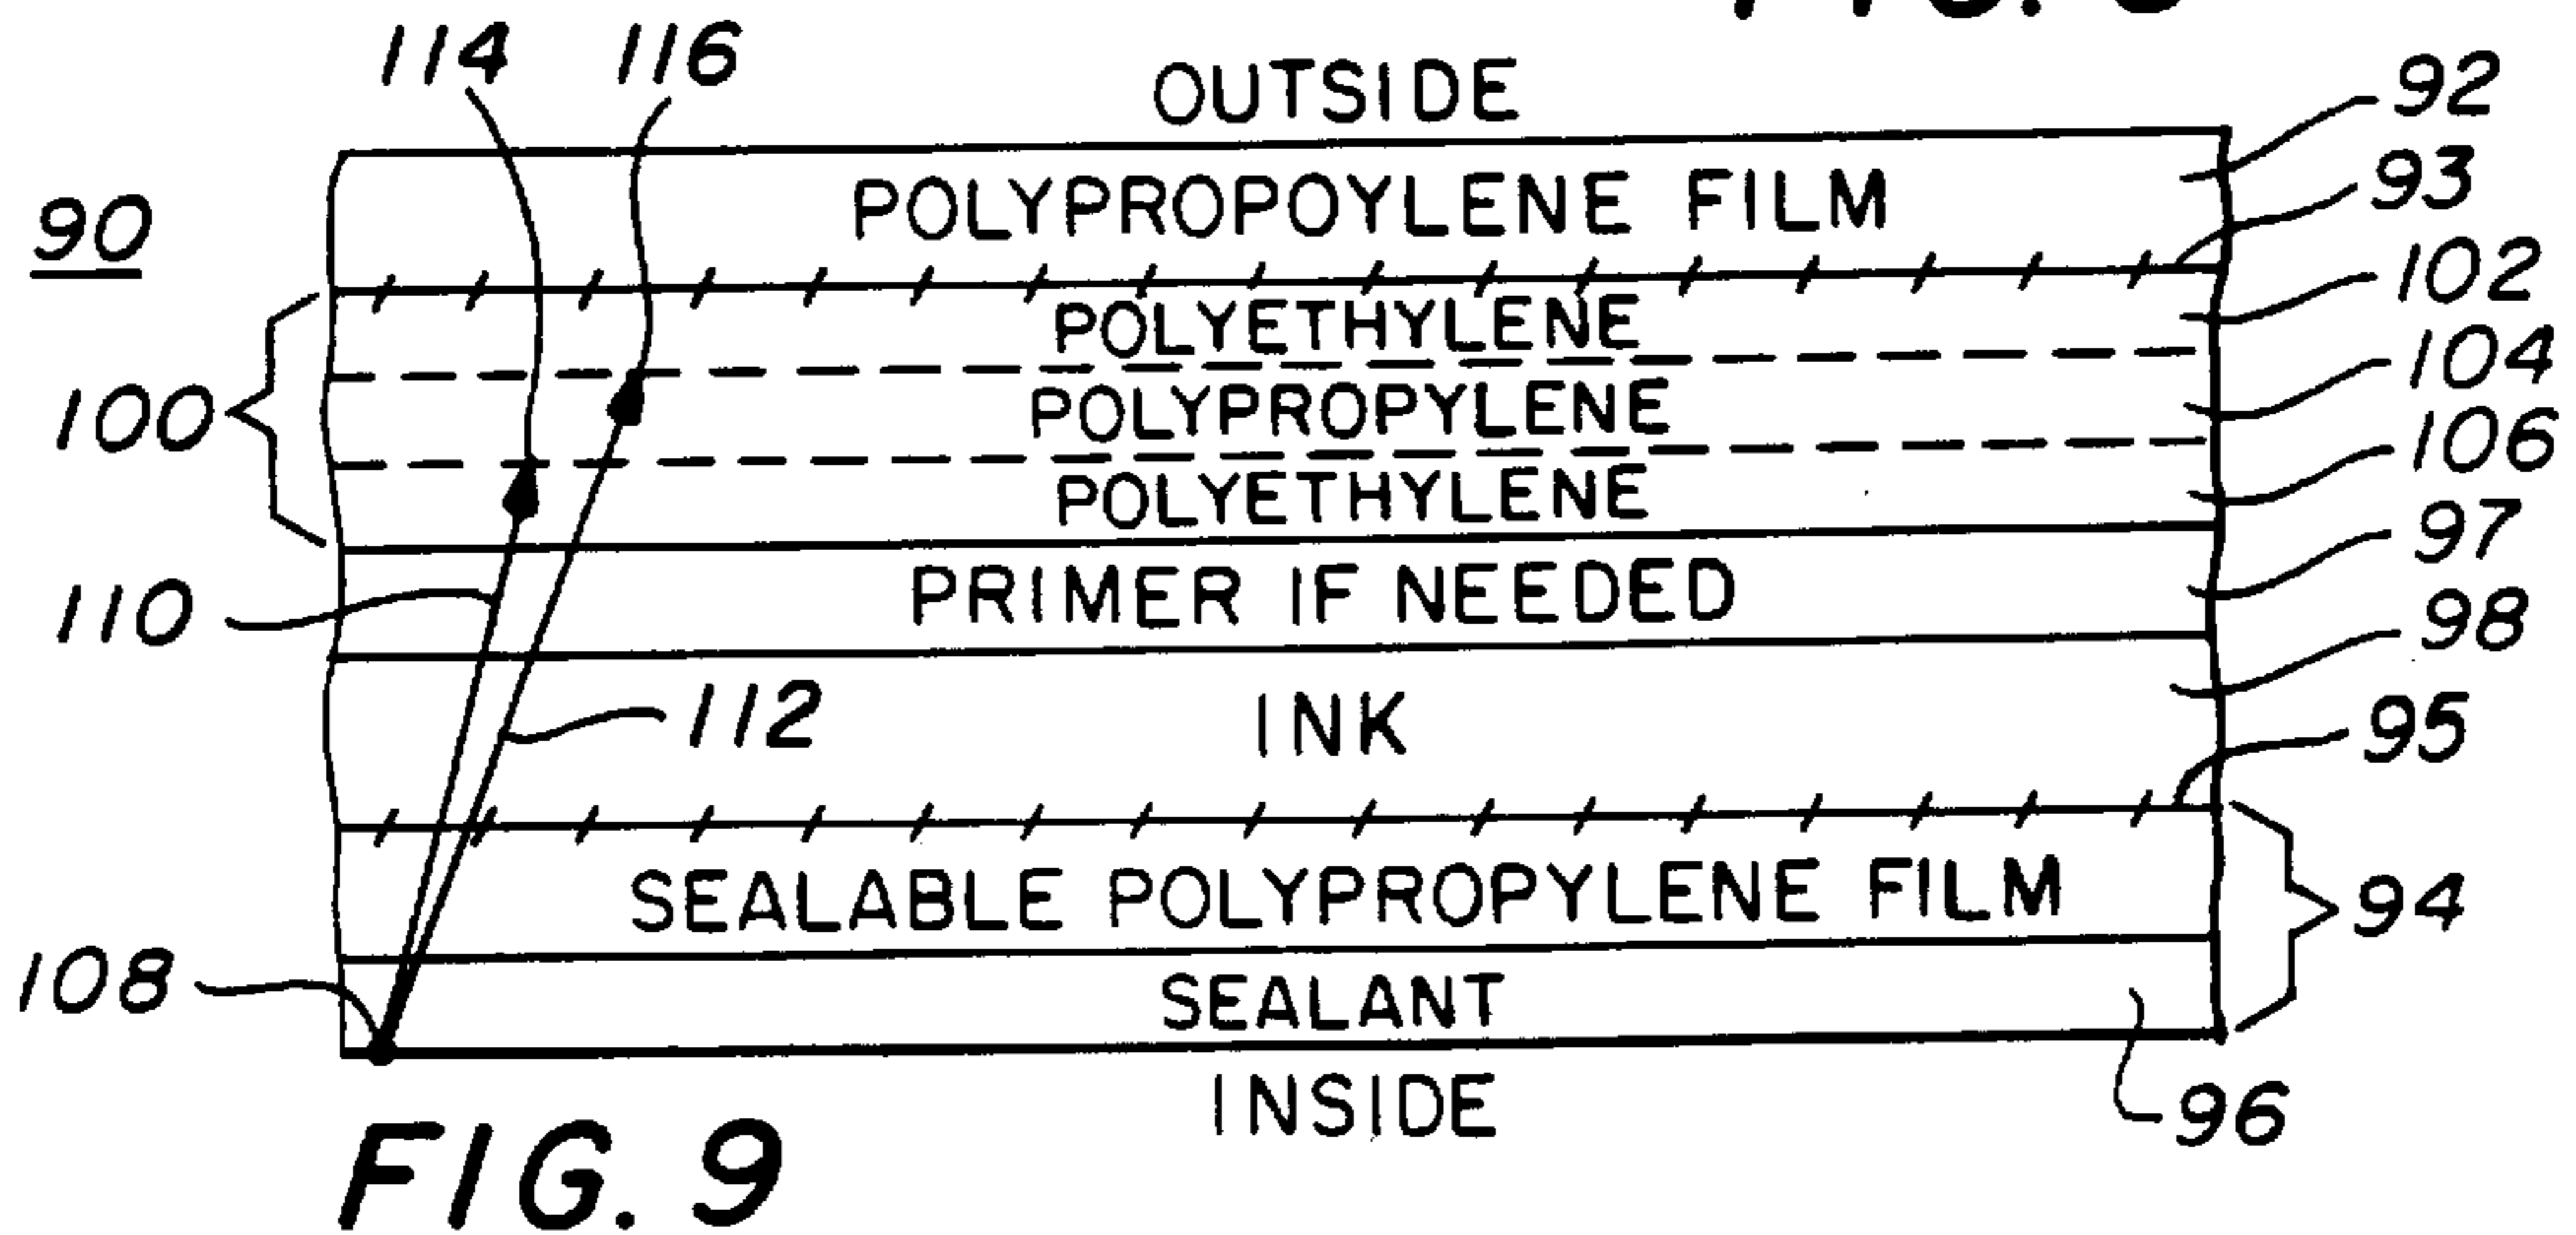 114 116
OUTSIDE
92
POLYPROPOYLENE FILM
93
90
102
POLYETHYLENE
104
100
POLYPROPYLENE
106
POLYETHYLENE
97
110
PRIMER IF NEEDED
98
112
INK
95
SEALABLE POLYPROPYLENE FILM
94
108
SEALANT
INSIDE
96
FIG. 9